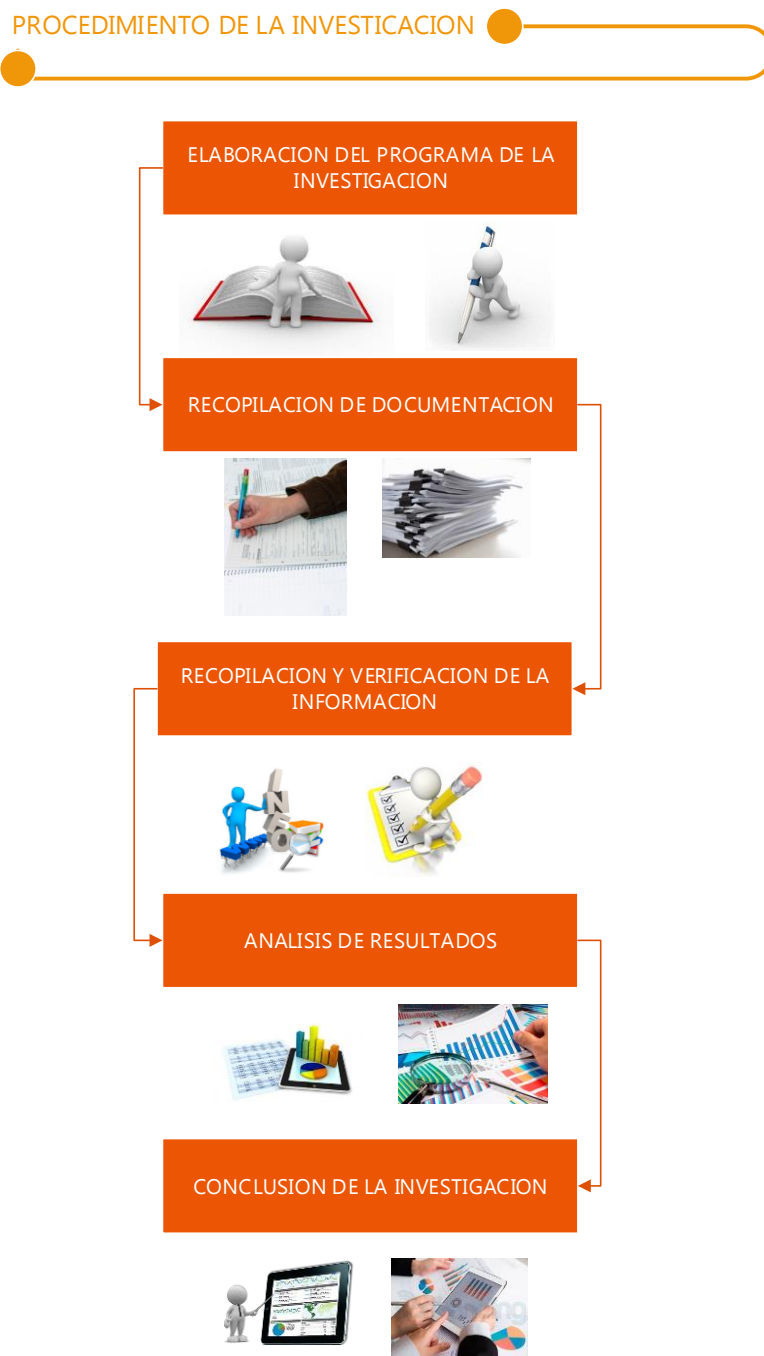 PROCEDIMIENTO DE LA INVESTICACION
ELABORACION DEL PROGRAMA DE LA
INVESTIGACION
RECOPILACION DE DOCUMENTACION
RECOPILACION Y VERIFICACION DE LA
INFORMACION
INFO
ANALISIS DE RESULTADOS
CONCLUSION DE LA INVESTIGACION